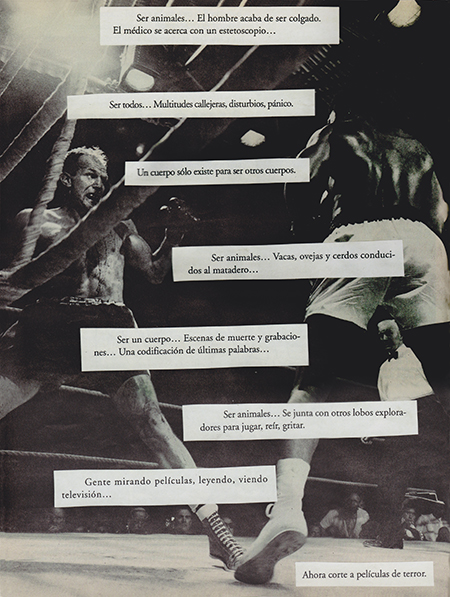 Ser animales… El hombre acaba de ser colgado.
El médico se acerca con un estetoscopio…
Ser todos… Multitudes callejeras, disturbios, pánico.
Un cuerpo sólo existe para ser otros cuerpos.
Ser animales… Vacas, ovejas y cerdos conduci-
dos al matadero…
Ser un cuerpo… Escenas de muerte y grabacio-
nes… Una codificación de últimas palabras…
Ser animales… Se junta con otros lobos explora-
dores para jugar, reír, gritar.
Gente mirando películas, leyendo, viendo
televisión…
Ahora corte a películas de terror.